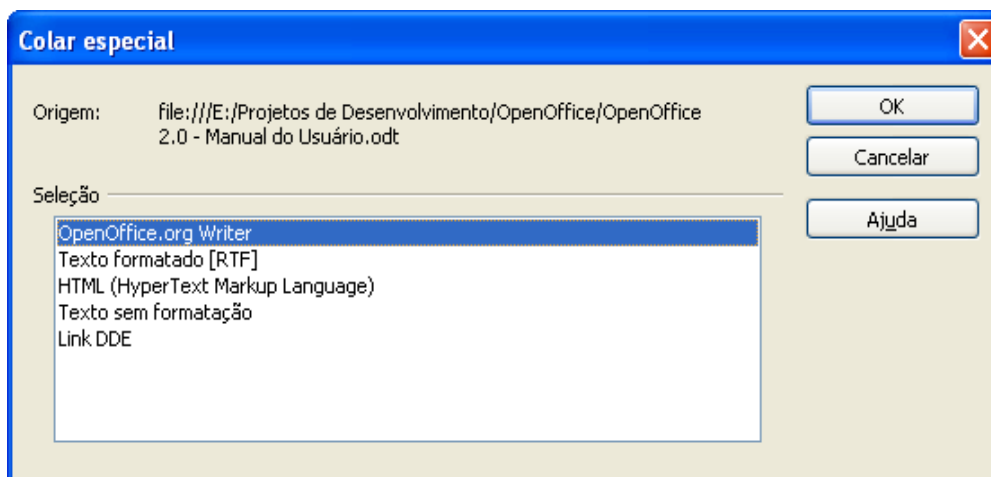 Colar especial
Origem: file:///E:/Projetos de Desenvolvimento/OpenOffice/OpenOffice
2.0 - Manual do Usuário.odt
OK
Cancelar
Ajuda
Seleção
OpenOffice.org Writer
Texto formatado [RTF]
HTML (HyperText Markup Language)
Texto sem formatação
Link DDE